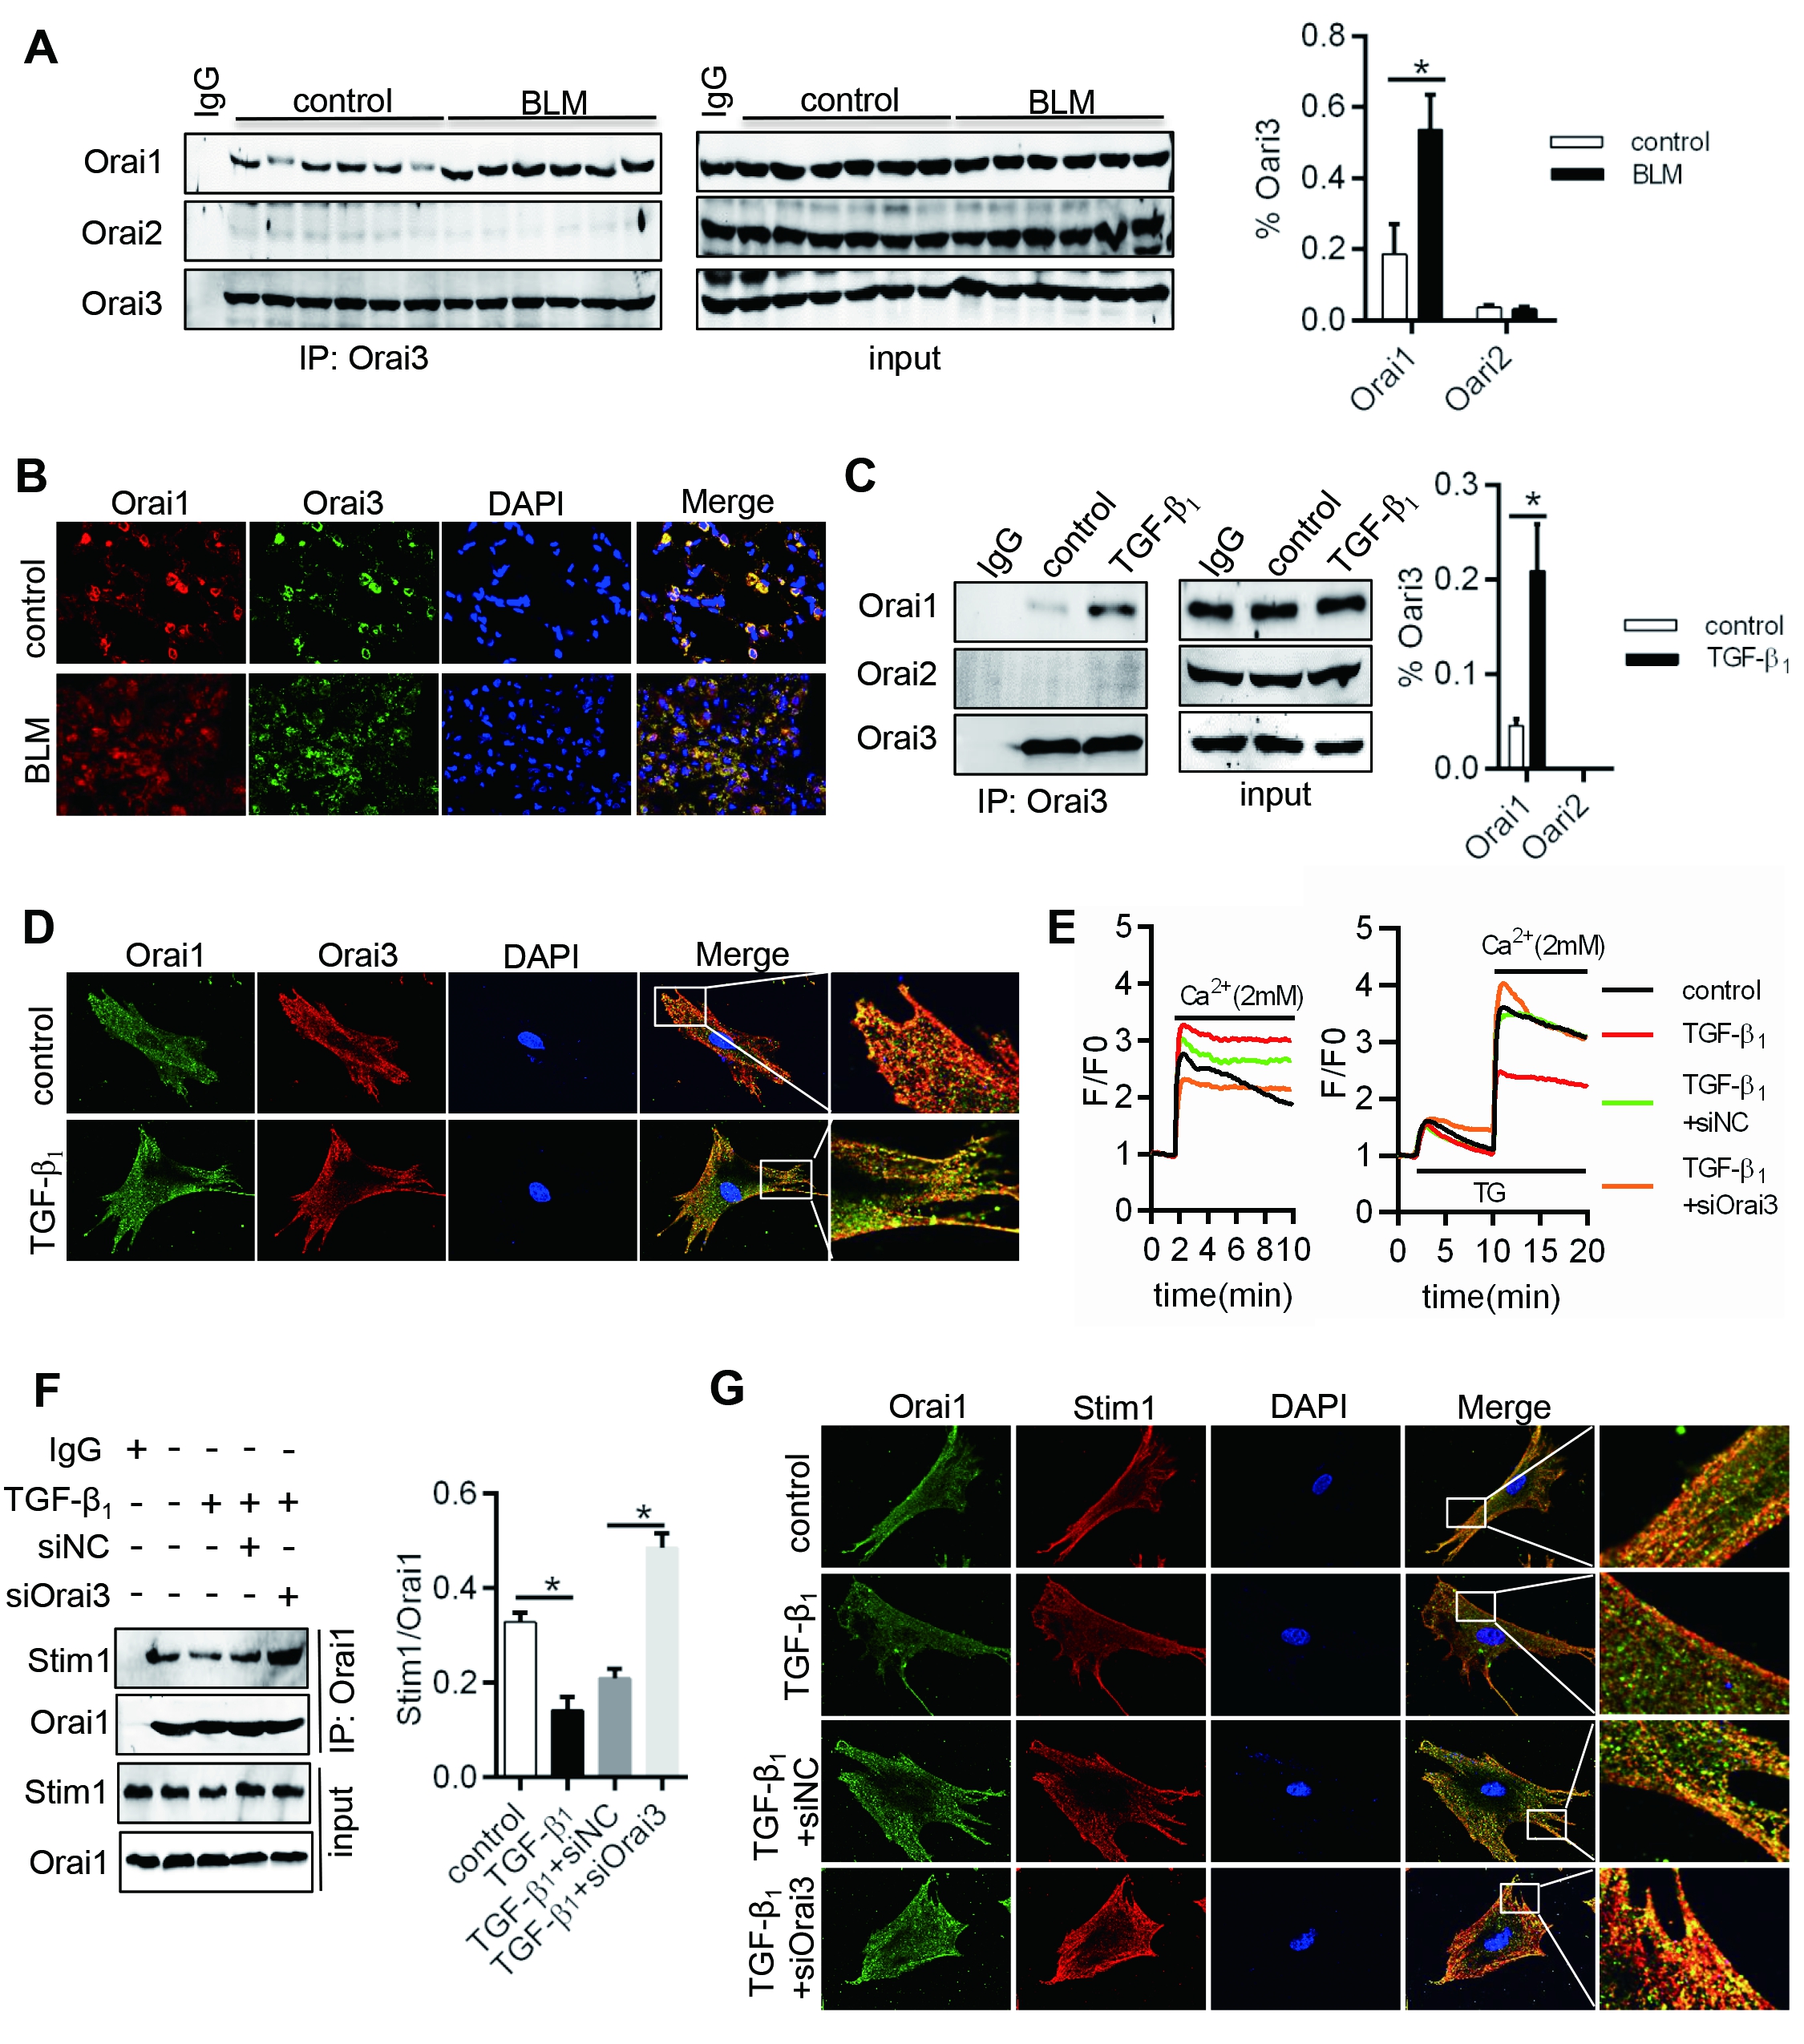 A
IgG
control
BLM
IgG
control
BLM
Orai1
Orai2
Orai3
IP: Orai3
input
% Oari3
0.8
0.6
0.4
0.2
0.0
*
control
BLM
Orai1
Oari2
B
Orai1
Orai3
DAPI
Merge
control
BLM
C
IgG
control
TGF-β1
IgG
control
TGF-β1
Orai1
Orai2
Orai3
IP: Orai3
input
% Oari3
0.3
0.2
0.1
0.0
*
control
TGF-β1
Orai1
Oari2
D
Orai1
Orai3
DAPI
Merge
control
TGF-β1
E
F/F0
5
4
3
2
1
0
Ca2+(2mM)
0 2 4 6 8 10
time(min)
F/F0
5
4
3
2
1
0
Ca2+(2mM)
TG
0 5 10 15 20
time(min)
control
TGF-β1
TGF-β1
+siNC
TGF-β1
+siOrai3
F
IgG + - - - -
TGF-β1 - - + + +
siNC - - - + -
siOrai3 - - - - +
Stim1
Orai1
IP: Orai1
Stim1
Orai1
input
Stim1/Orai1
0.6
0.4
0.2
0.0
*
*
control
TGF-β1
TGF-β1+siNC
TGF-β1+siOrai3
G
Orai1
Stim1
DAPI
Merge
control
TGF-β1
TGF-β1
+siNC
TGF-β1
+siOrai3